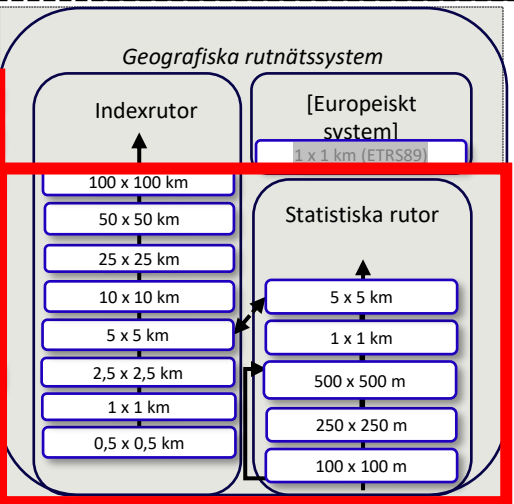 Geografiska rutnätssystem
Indexrutor
100 x 100 km
50 x 50 km
25 x 25 km
10 x 10 km
5 x 5 km
2,5 x 2,5 km
1 x 1 km
0,5 x 0,5 km
[Europeiskt
system]
1 x 1 km (ETRS89)
Statistiska rutor
5 x 5 km
1 x 1 km
500 x 500 m
250 x 250 m
100 x 100 m